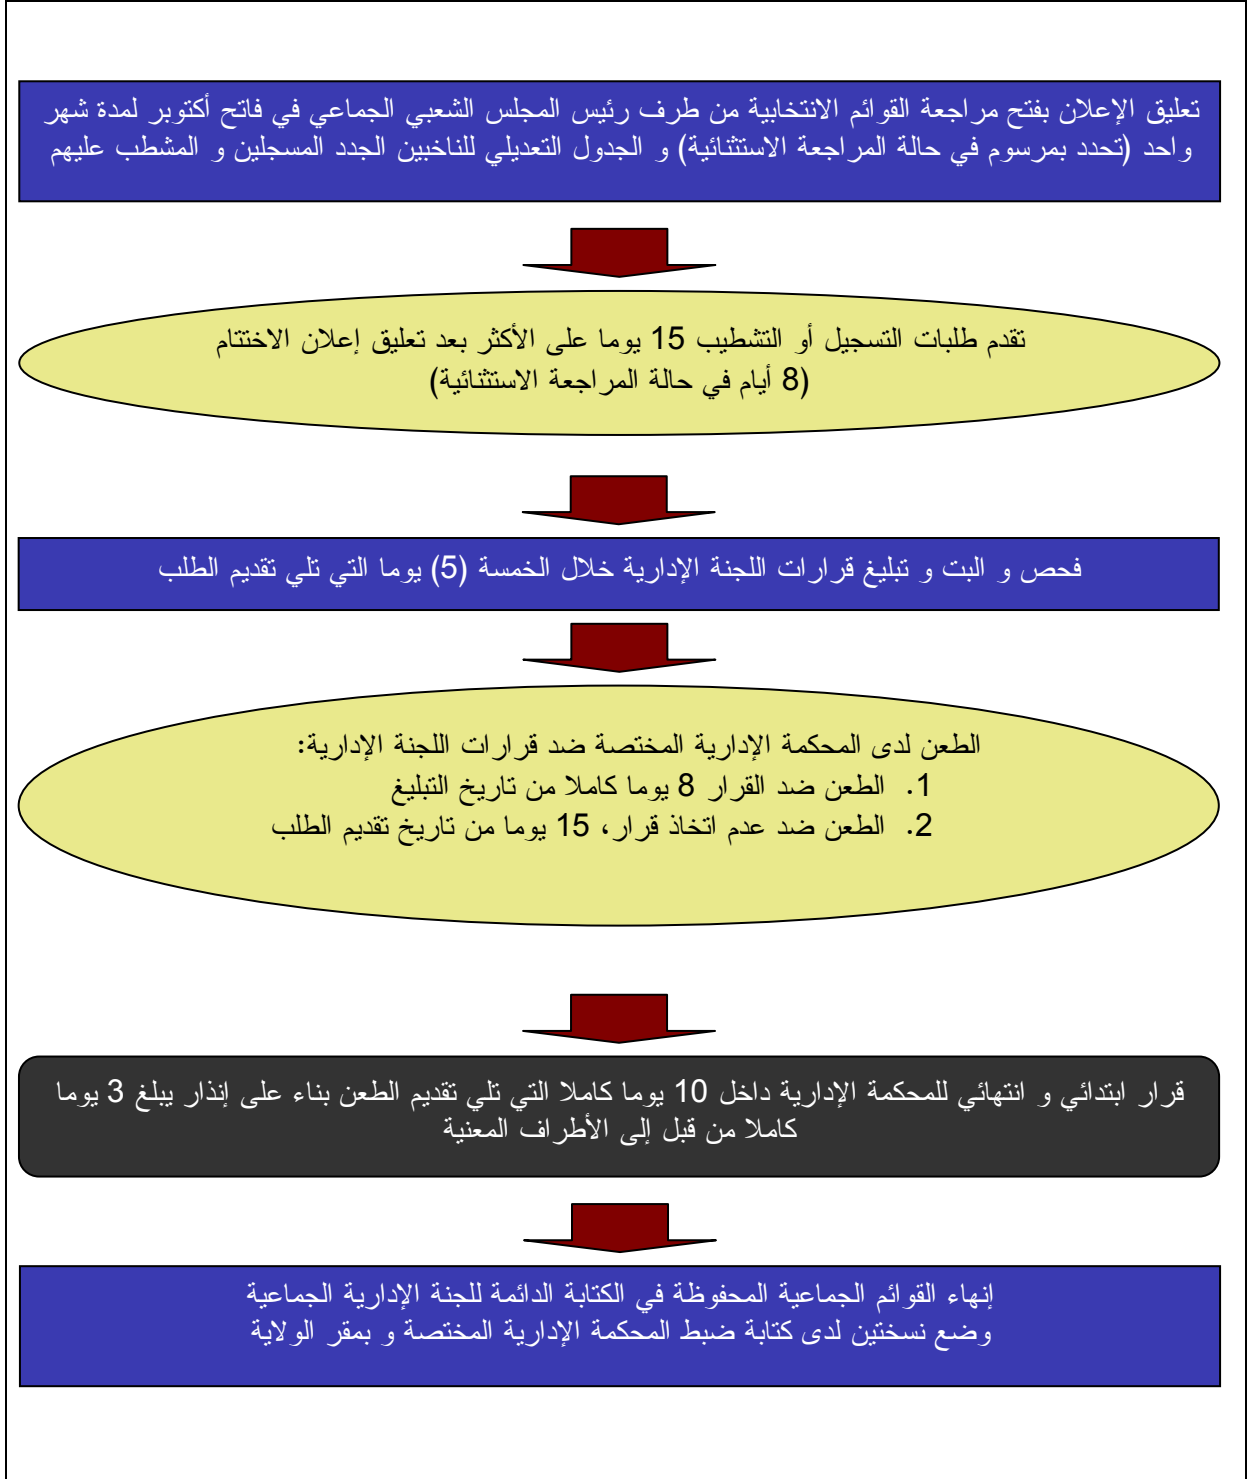 تعليق الإعلان بفتح مراجعة القوائم الانتخابية من طرف رئيس المجلس الشعبي الجماعي في فاتح أكتوبر لمدة شهر
واحد (تحدد بمرسوم في حالة المراجعة الاستثنائية) و الجدول التعديلي للناخبين الجدد المسجلين و المشطب عليهم
تقدم طلبات التسجيل أو التشطيب 15 يوما على الأكثر بعد تعليق إعلان الاختتام
(8 أيام في حالة المراجعة الاستثنائية)
فحص و البت و تبليغ قرارات اللجنة الإدارية خلال الخمسة (5) يوما التي تلي تقديم الطلب
الطعن لدى المحكمة الإدارية المختصة ضد قرارات اللجنة الإدارية:
1. الطعن ضد القرار 8 يوما كاملا من تاريخ التبليغ
2. الطعن ضد عدم اتخاذ قرار، 15 يوما من تاريخ تقديم الطلب
قرار ابتدائي و انتهائي للمحكمة الإدارية داخل 10 يوما كاملا التي تلي تقديم الطعن بناء على إنذار يبلغ 3 يوما
كاملا من قبل إلى الأطراف المعنية
إنهاء القوائم الجماعية المحفوظة في الكتابة الدائمة للجنة الإدارية الجماعية
وضع نسختين لدى كتابة ضبط المحكمة الإدارية المختصة و بمقر الولاية